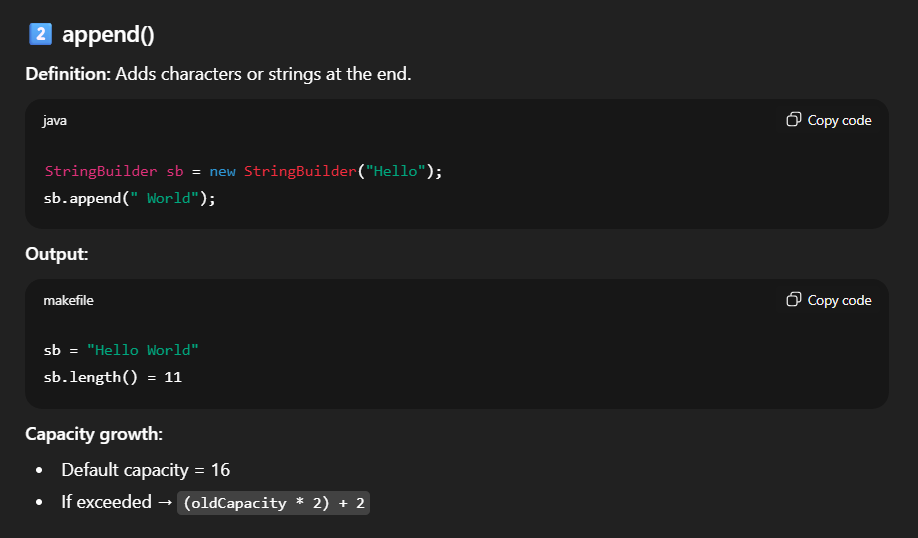 2 append()
Definition: Adds characters or strings at the end.
java
Copy code
StringBuilder sb = new StringBuilder("Hello");
sb.append(" World");
Output:
makefile
Copy code
sb = "Hello World"
sb.length() = 11
Capacity growth:
• Default capacity = 16
• If exceeded → (oldCapacity * 2) + 2